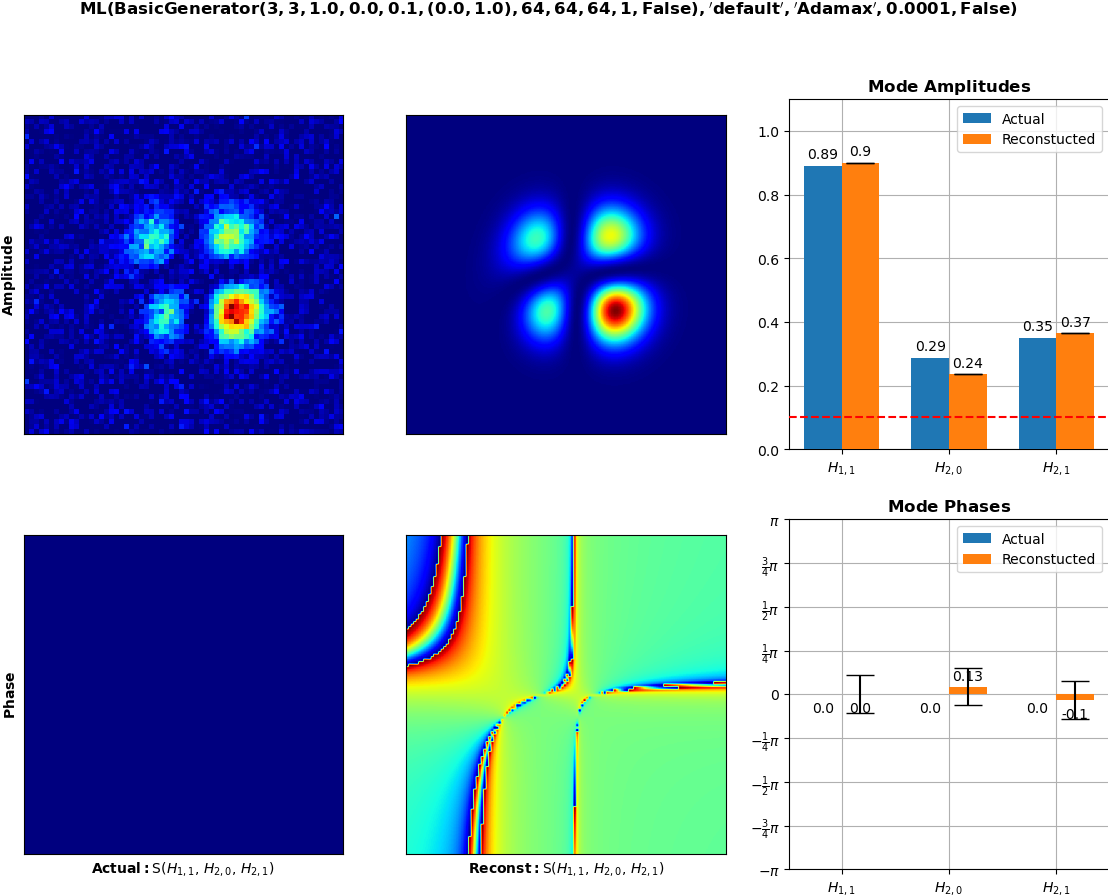 ML(BasicGenerator(3, 3, 1.0, 0.0, 0.1, (0.0, 1.0), 64, 64, 64, 1, False), ′default′, ′Adamax′, 0.0001, False)
Mode Amplitudes
Amplitude
Actual
Reconstucted
1.0
0.8
0.6
0.4
0.2
0.0
0.89
0.9
0.29
0.24
0.35
0.37
H₁,₁
H₂,₀
H₂,₁
Mode Phases
Phase
Actual
Reconstucted
π
3/4π
1/2π
1/4π
0
−1/4π
−1/2π
−3/4π
−π
0.0
0.0
0.0
0.13
0.0
-0.1
H₁,₁
H₂,₀
H₂,₁
Actual: S(H₁,₁, H₂,₀, H₂,₁)
Reconst: S(H₁,₁, H₂,₀, H₂,₁)